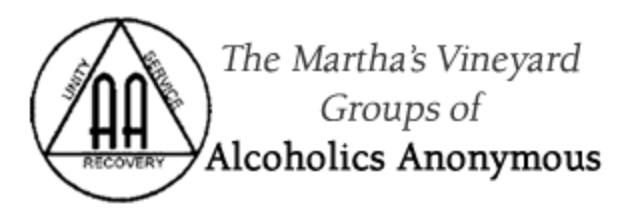 UNITY
SERVICE
AA
RECOVERY
The Martha's Vineyard
Groups of
Alcoholics Anonymous